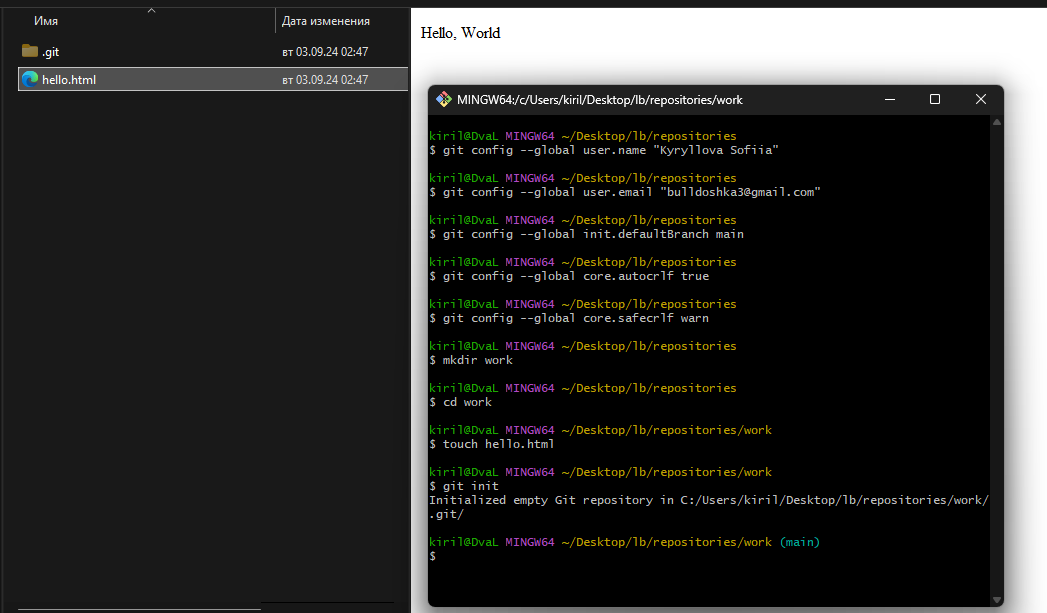 Имя
Дата изменения
.git
вт 03.09.24 02:47
hello.html
вт 03.09.24 02:47
Hello, World
MINGW64:/c/Users/kiril/Desktop/lb/repositories/work
kiril@DvaL MINGW64 ~/Desktop/lb/repositories
$ git config --global user.name "Kyryllova Sofiia"
kiril@DvaL MINGW64 ~/Desktop/lb/repositories
$ git config --global user.email "bulldoshka3@gmail.com"
kiril@DvaL MINGW64 ~/Desktop/lb/repositories
$ git config --global init.defaultBranch main
kiril@DvaL MINGW64 ~/Desktop/lb/repositories
$ git config --global core.autocrlf true
kiril@DvaL MINGW64 ~/Desktop/lb/repositories
$ git config --global core.safecrlf warn
kiril@DvaL MINGW64 ~/Desktop/lb/repositories
$ mkdir work
kiril@DvaL MINGW64 ~/Desktop/lb/repositories
$ cd work
kiril@DvaL MINGW64 ~/Desktop/lb/repositories/work
$ touch hello.html
kiril@DvaL MINGW64 ~/Desktop/lb/repositories/work
$ git init
Initialized empty Git repository in C:/Users/kiril/Desktop/lb/repositories/work/
.git/
kiril@DvaL MINGW64 ~/Desktop/lb/repositories/work (main)
$